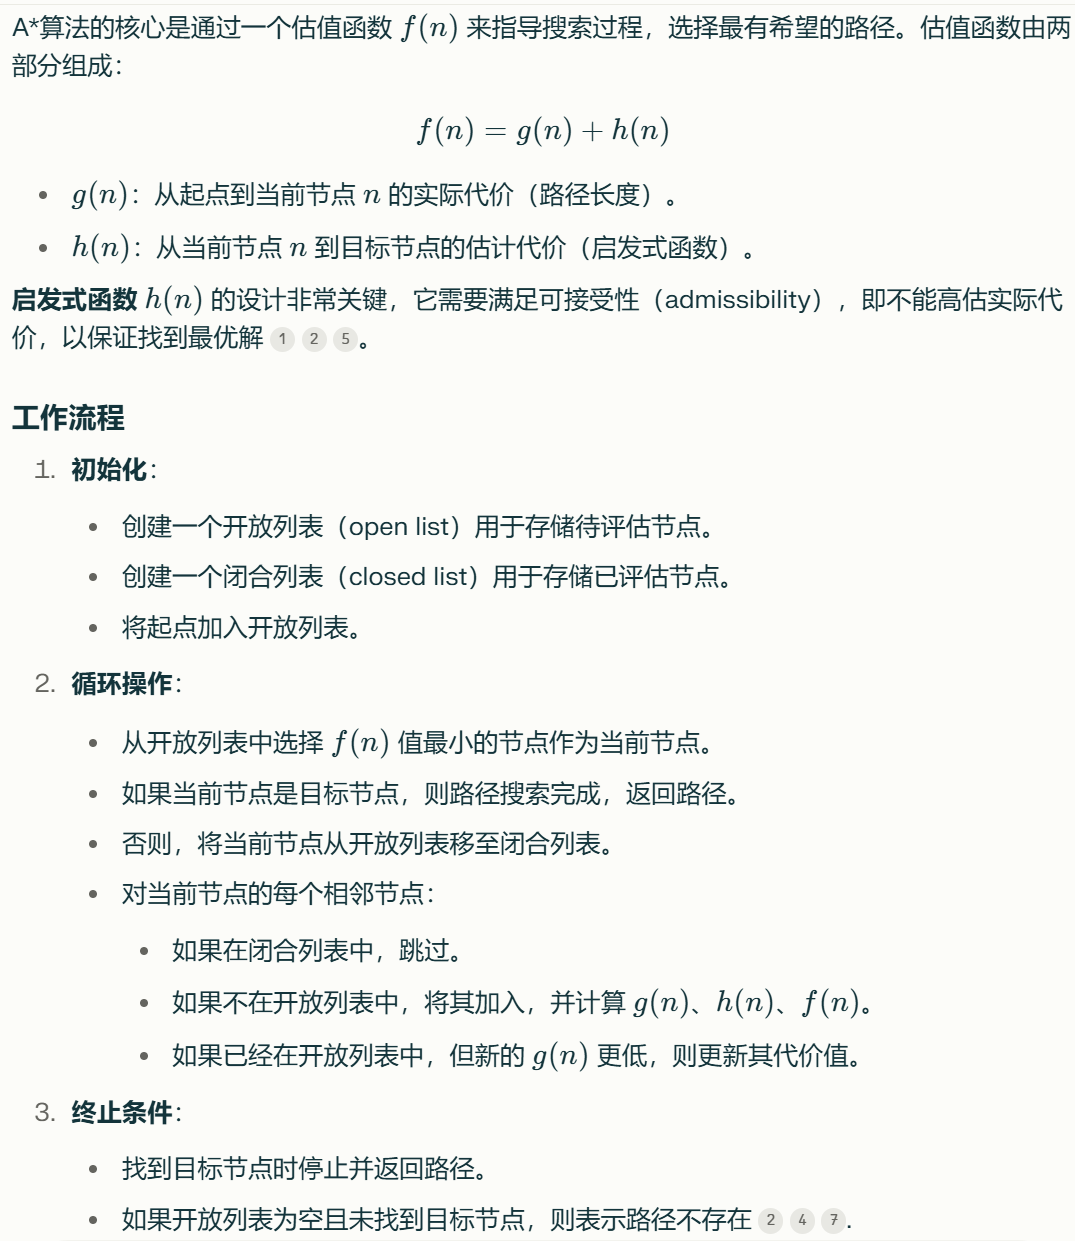 A*算法的核心是通过一个估值函数 f(n) 来指导搜索过程，选择最有希望的路径。估值函数由两
部分组成：
f(n) = g(n) + h(n)
• g(n)：从起点到当前节点 n 的实际代价（路径长度）。
• h(n)：从当前节点 n 到目标节点的估计代价（启发式函数）。
启发式函数 h(n) 的设计非常关键，它需要满足可接受性（admissibility），即不能高估实际代
价，以保证找到最优解 1 2 5。
工作流程
1. 初始化：
• 创建一个开放列表（open list）用于存储待评估节点。
• 创建一个闭合列表（closed list）用于存储已评估节点。
• 将起点加入开放列表。
2. 循环操作：
• 从开放列表中选择 f(n) 值最小的节点作为当前节点。
• 如果当前节点是目标节点，则路径搜索完成，返回路径。
• 否则，将当前节点从开放列表移至闭合列表。
• 对当前节点的每个相邻节点：
• 如果在闭合列表中，跳过。
• 如果不在开放列表中，将其加入，并计算 g(n)、h(n)、f(n)。
• 如果已经在开放列表中，但新的 g(n) 更低，则更新其代价值。
3. 终止条件：
• 找到目标节点时停止并返回路径。
• 如果开放列表为空且未找到目标节点，则表示路径不存在 2 4 7.